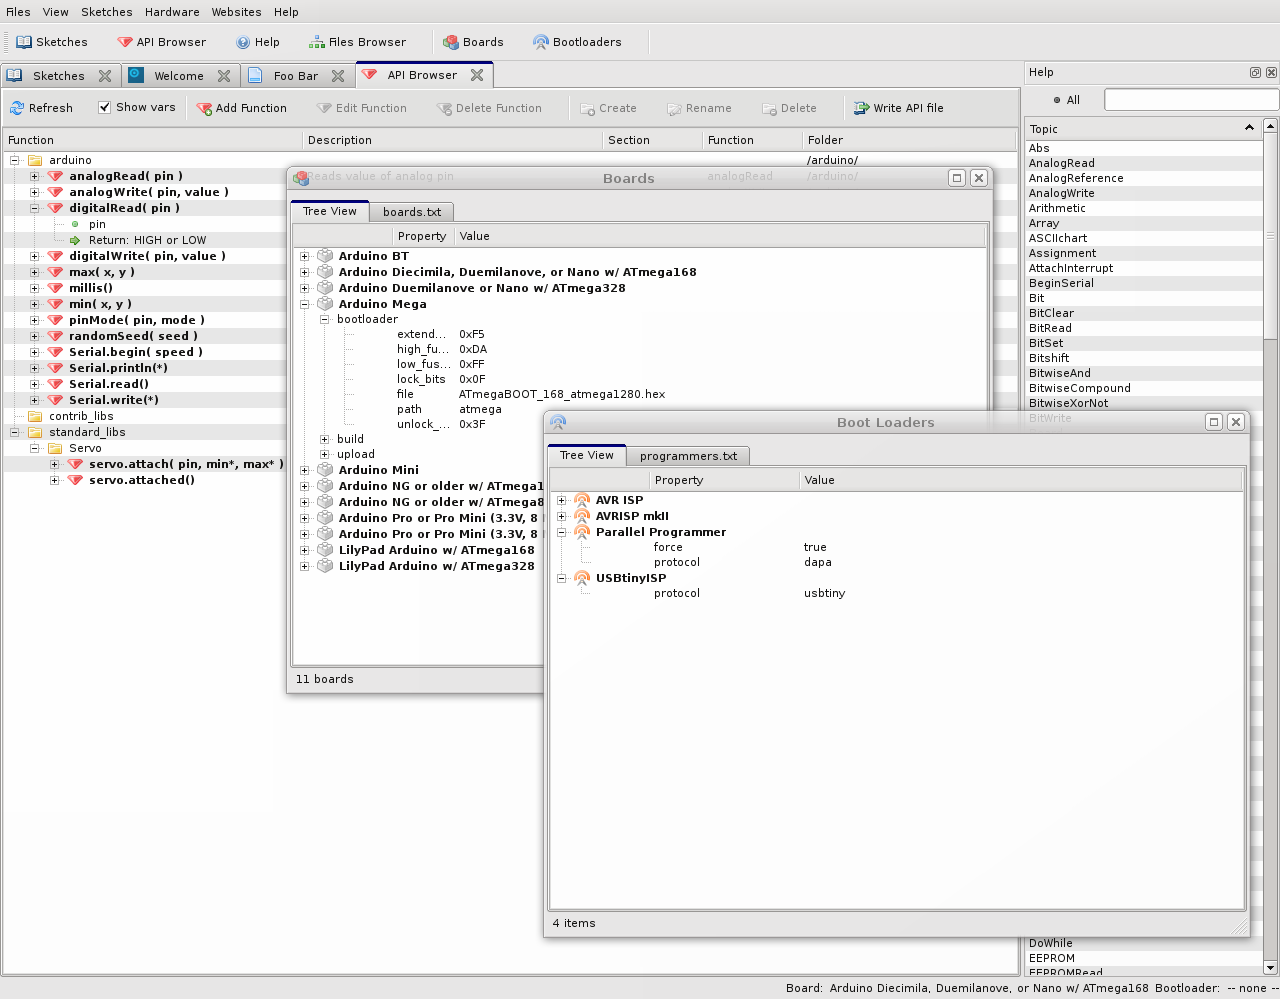 Files View Sketches Hardware Websites Help
Sketches API Browser Help Files Browser Boards Bootloaders
Sketches Welcome Foo Bar API Browser
Refresh Show vars Add Function Edit Function Delete Function Create Rename Delete Write API file
Function Description Section Function Folder
arduino /arduino/
analogRead( pin ) Reads value of analog pin analogRead /arduino/
analogWrite( pin, value )
digitalRead( pin )
pin
Return: HIGH or LOW
digitalWrite( pin, value )
max( x, y )
millis()
min( x, y )
pinMode( pin, mode )
randomSeed( seed )
Serial.begin( speed )
Serial.println(*)
Serial.read()
Serial.write(*)
contrib_libs
standard_libs
Servo
servo.attach( pin, min*, max* )
servo.attached()
Boards
Tree View boards.txt
Property Value
Arduino BT
Arduino Diecimila, Duemilanove, or Nano w/ ATmega168
Arduino Duemilanove or Nano w/ ATmega328
Arduino Mega
bootloader
extend... 0xF5
high_fu... 0xDA
low_fus... 0xFF
lock_bits 0x0F
file ATmegaBOOT_168_atmega1280.hex
path atmega
unlock_... 0x3F
build
upload
Arduino Mini
Arduino NG or older w/ ATmega1
Arduino NG or older w/ ATmega8
Arduino Pro or Pro Mini (3.3V, 8
Arduino Pro or Pro Mini (3.3V, 8
LilyPad Arduino w/ ATmega168
LilyPad Arduino w/ ATmega328
11 boards
Boot Loaders
Tree View programmers.txt
Property Value
AVR ISP
AVRISP mkII
Parallel Programmer
force true
protocol dapa
USBtinyISP
protocol usbtiny
4 items
Help
All
Topic
Abs
AnalogRead
AnalogReference
AnalogWrite
Arithmetic
Array
ASCIIchart
Assignment
AttachInterrupt
BeginSerial
Bit
BitClear
BitRead
BitSet
Bitshift
BitwiseAnd
BitwiseCompound
BitwiseXorNot
BitWrite
DoWhile
EEPROM
EEPROMRead
Board: Arduino Diecimila, Duemilanove, or Nano w/ ATmega168 Bootloader: -- none --